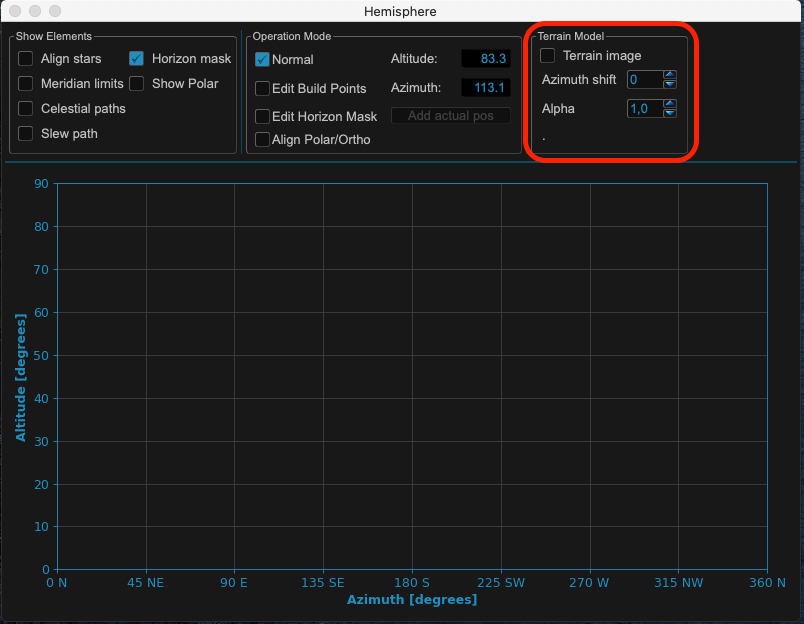 Hemisphere
Show Elements
Align stars
Horizon mask
Meridian limits
Show Polar
Celestial paths
Slew path
Operation Mode
Normal
Altitude: 83.3
Edit Build Points
Azimuth: 113.1
Edit Horizon Mask
Add actual pos
Align Polar/Ortho
Terrain Model
Terrain image
Azimuth shift 0
Alpha 1,0
.
90
80
70
60
50
40
30
20
10
0
Altitude [degrees]
0 N 45 NE 90 E 135 SE 180 S 225 SW 270 W 315 NW 360 N
Azimuth [degrees]